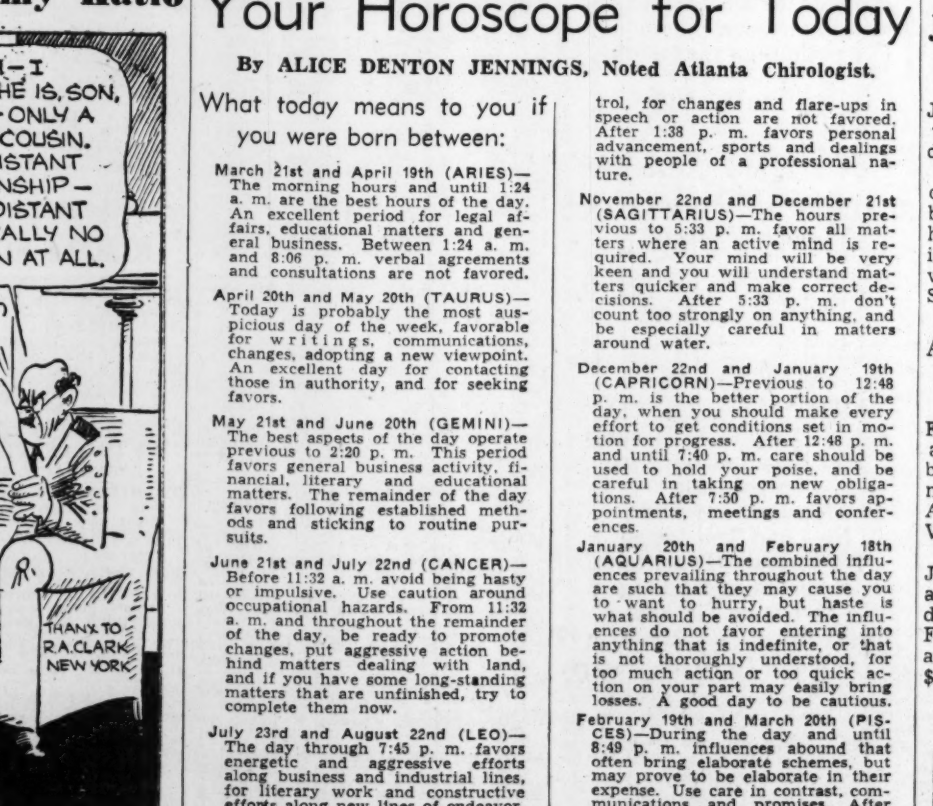 H-I
HE IS, SON,
ONLY A
COUSIN.
ISTANT
NSHIP—
DISTANT
ALLY NO
N AT ALL.
THANX TO
R.A. CLARK
NEW YORK
Your Horoscope for Today
By ALICE DENTON JENNINGS, Noted Atlanta Chirologist.
What today means to you if
you were born between:
March 21st and April 19th (ARIES)—
The morning hours and until 1:24
a. m. are the best hours of the day.
An excellent period for legal af-
fairs, educational matters and gen-
eral business. Between 1:24 a. m.
and 8:06 p. m. verbal agreements
and consultations are not favored.
April 20th and May 20th (TAURUS)—
Today is probably the most aus-
picious day of the week, favorable
for writings, communications,
changes, adopting a new viewpoint.
An excellent day for contacting
those in authority, and for seeking
favors.
May 21st and June 20th (GEMINI)—
The best aspects of the day operate
previous to 2:20 p. m. This period
favors general business activity, fi-
nancial, literary and educational
matters. The remainder of the day
favors following established meth-
ods and sticking to routine pur-
suits.
June 21st and July 22nd (CANCER)—
Before 11:32 a. m. avoid being hasty
or impulsive. Use caution around
occupational hazards. From 11:32
a. m. and throughout the remainder
of the day, be ready to promote
changes, put aggressive action be-
hind matters dealing with land,
and if you have some long-standing
matters that are unfinished, try to
complete them now.
July 23rd and August 22nd (LEO)—
The day through 7:45 p. m. favors
energetic and aggressive efforts
along business and industrial lines,
for literary work and constructive
efforts along new lines of endeavor.
trol, for changes and flare-ups in
speech or action are not favored.
After 1:38 p. m. favors personal
advancement, sports and dealings
with people of a professional na-
ture.
November 22nd and December 21st
(SAGITTARIUS)—The hours pre-
vious to 5:33 p. m. favor all mat-
ters where an active mind is re-
quired. Your mind will be very
keen and you will understand mat-
ters quicker and make correct de-
cisions. After 5:33 p. m. don't
count too strongly on anything, and
be especially careful in matters
around water.
December 22nd and January 19th
(CAPRICORN)—Previous to 12:48
p. m. is the better portion of the
day, when you should make every
effort to get conditions set in mo-
tion for progress. After 12:48 p. m.
and until 7:40 p. m. care should be
used to hold your poise, and be
careful in taking on new obliga-
tions. After 7:50 p. m. favors ap-
pointments, meetings and confer-
ences.
January 20th and February 18th
(AQUARIUS)—The combined influ-
ences prevailing throughout the day
are such that they may cause you
to want to hurry, but haste is
what should be avoided. The influ-
ences do not favor entering into
anything that is indefinite, or that
is not thoroughly understood, for
too much action or too quick ac-
tion on your part may easily bring
losses. A good day to be cautious.
February 19th and March 20th (PIS-
CES)—During the day and until
8:49 p. m. influences abound that
often bring elaborate schemes, but
may prove to be elaborate in their
expense. Use care in contrast, com-
munications and promises. After